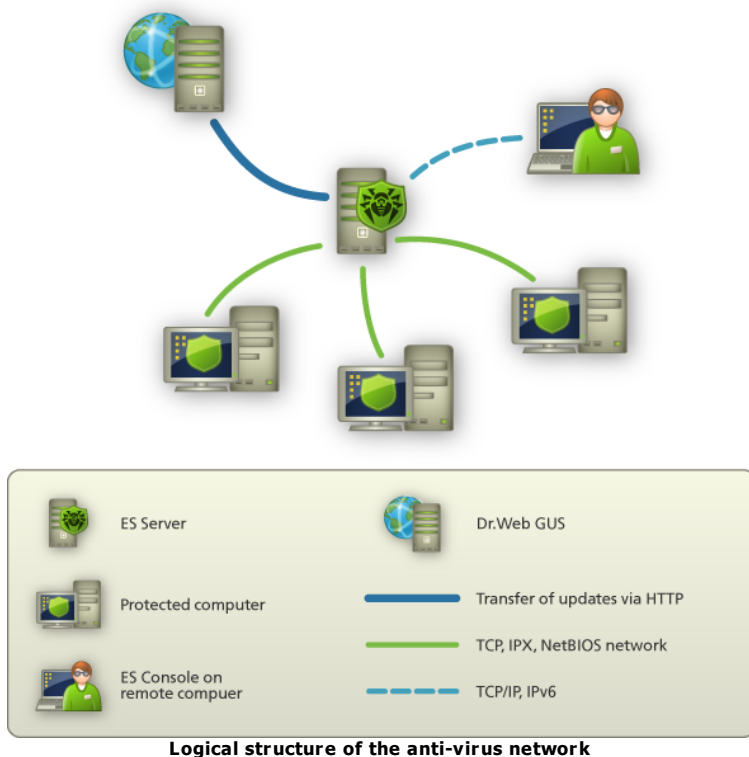 ES Server
Dr.Web GUS
Protected computer
Transfer of updates via HTTP
TCP, IPX, NetBIOS network
ES Console on
remote compuer
TCP/IP, IPv6
Logical structure of the anti-virus network